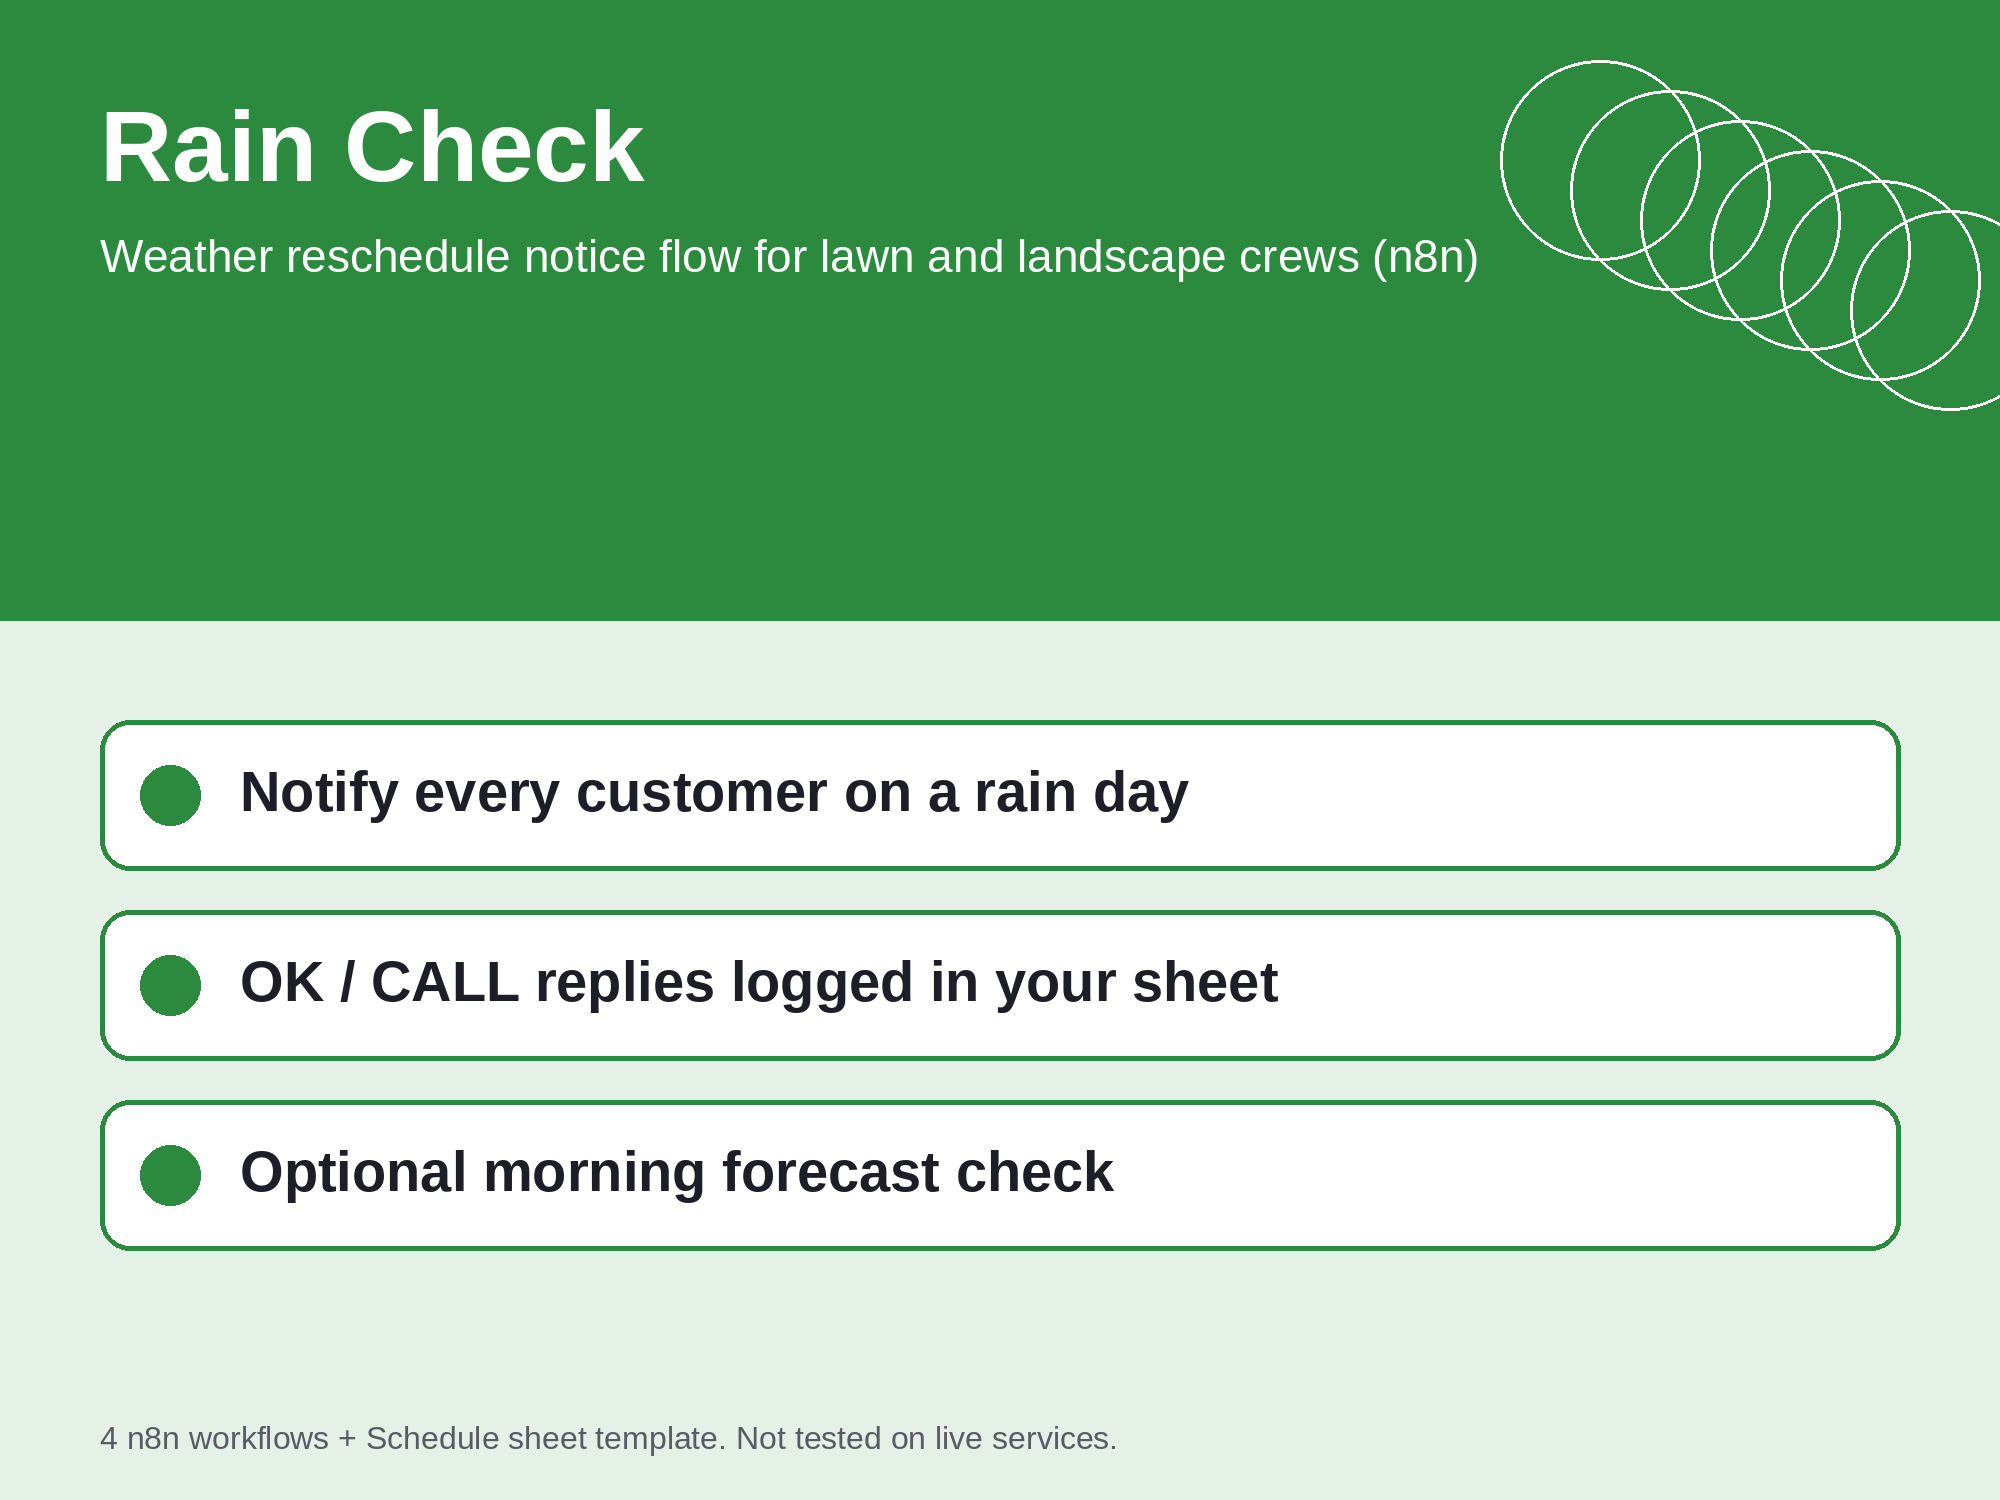 Rain Check
Weather reschedule notice flow for lawn and landscape crews (n8n)
Notify every customer on a rain day
OK / CALL replies logged in your sheet
Optional morning forecast check
4 n8n workflows + Schedule sheet template. Not tested on live services.